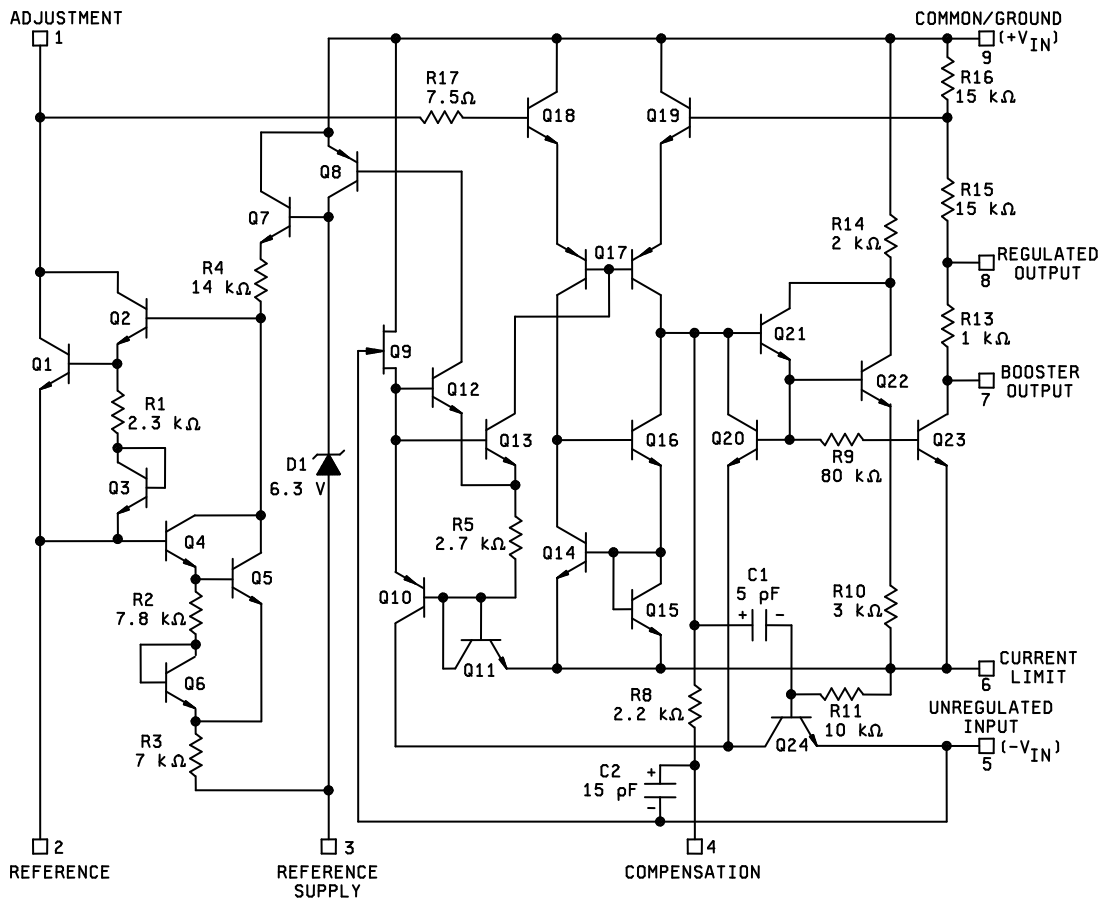 ADJUSTMENT
1
COMMON/GROUND
(+VIN)
9
R17
7.5Ω
R16
15 kΩ
Q18
Q19
Q8
R15
15 kΩ
Q7
R14
2 kΩ
Q17
REGULATED
OUTPUT
8
R4
14 kΩ
Q2
Q21
R13
1 kΩ
Q1
Q9
Q12
Q22
BOOSTER
OUTPUT
7
R1
2.3 kΩ
Q13
Q16
Q20
Q23
R9
80 kΩ
D1
6.3 V
Q3
R5
2.7 kΩ
Q4
Q14
Q5
C1
5 pF
+
-
R2
7.8 kΩ
Q10
Q15
R10
3 kΩ
Q11
CURRENT
LIMIT
6
Q6
R8
2.2 kΩ
R11
10 kΩ
UNREGULATED
INPUT
(-VIN)
5
R3
7 kΩ
Q24
C2
15 pF
+
-
2
REFERENCE
3
REFERENCE
SUPPLY
4
COMPENSATION